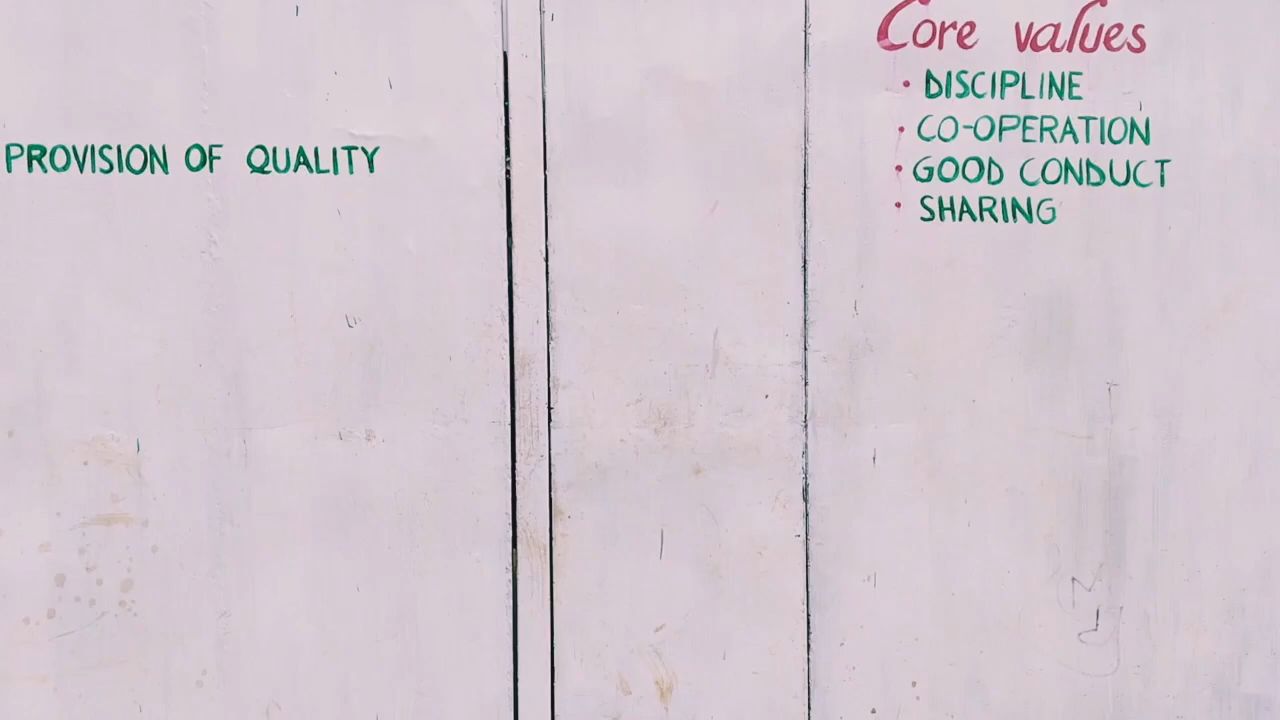 PROVISION OF QUALITY
Core values
• DISCIPLINE
• CO-OPERATION
• GOOD CONDUCT
• SHARING